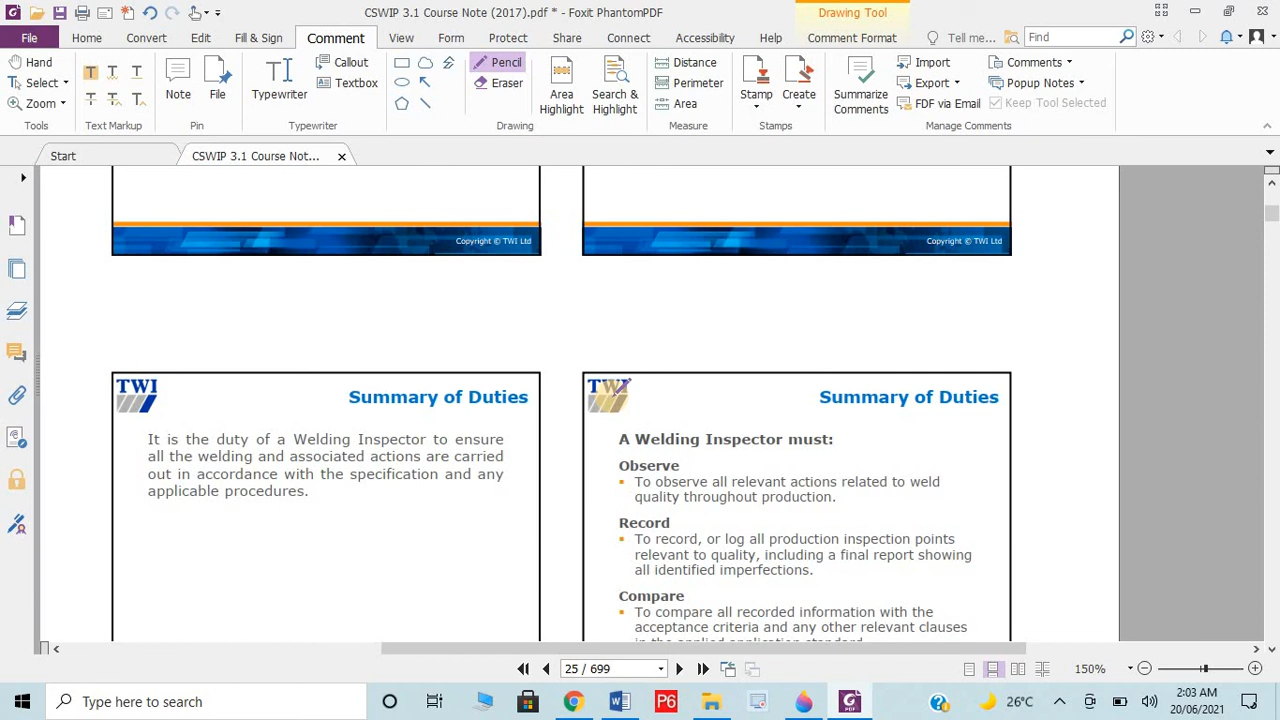 CSWIP 3.1 Course Note (2017).pdf * - Foxit PhantomPDF
Drawing Tool
File Home Convert Edit Fill & Sign Comment View Form Protect Share Connect Accessibility Help Comment Format Tell me... Find
Hand
Select
Zoom
Tools
T T T
T T T
Text Markup
Note
File
Pin
T
Typewriter
Callout
Textbox
Typewriter
Pencil
Eraser
Area
Highlight
Search &
Highlight
Drawing
Distance
Perimeter
Area
Measure
Stamp
Create
Stamps
Summarize
Comments
Import
Export
FDF via Email
Comments
Popup Notes
Keep Tool Selected
Manage Comments
Start
CSWIP 3.1 Course Not...
Copyright © TWI Ltd
Copyright © TWI Ltd
TWI
Summary of Duties
It is the duty of a Welding Inspector to ensure
all the welding and associated actions are carried
out in accordance with the specification and any
applicable procedures.
TWI
Summary of Duties
A Welding Inspector must:
Observe
▪ To observe all relevant actions related to weld
quality throughout production.
Record
▪ To record, or log all production inspection points
relevant to quality, including a final report showing
all identified imperfections.
Compare
▪ To compare all recorded information with the
acceptance criteria and any other relevant clauses
in the applied application standard.
25 / 699
150%
Type here to search
P6
PDF
26°C
2:03 AM
20/06/2021